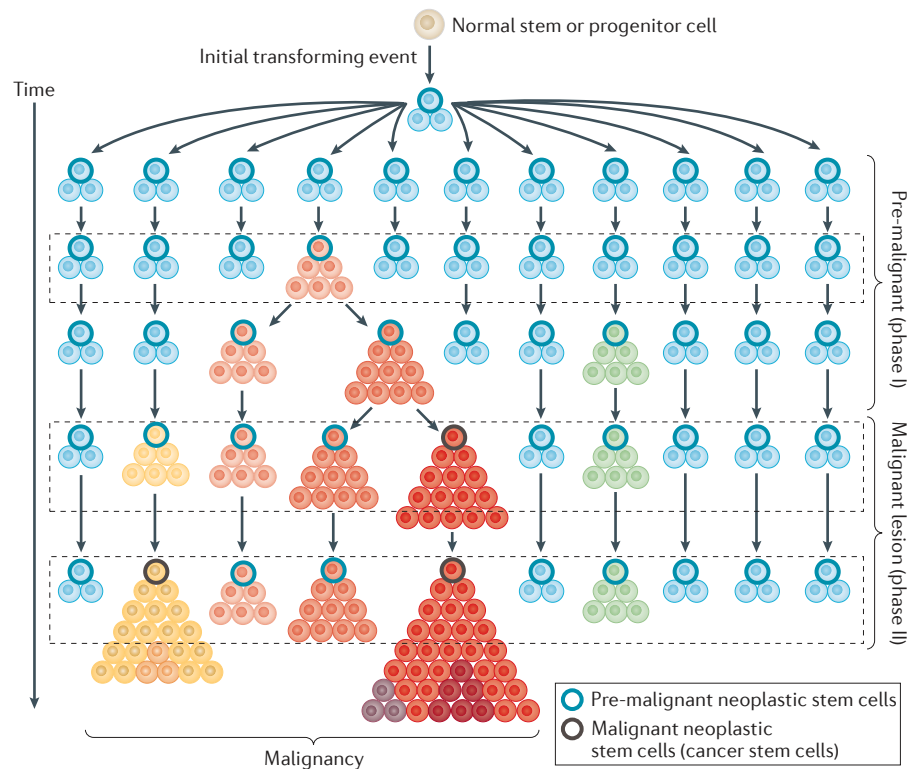 Normal stem or progenitor cell
Initial transforming event
Time
Pre-malignant (phase I)
Malignant lesion (phase II)
Pre-malignant neoplastic stem cells
Malignant neoplastic
stem cells (cancer stem cells)
Malignancy